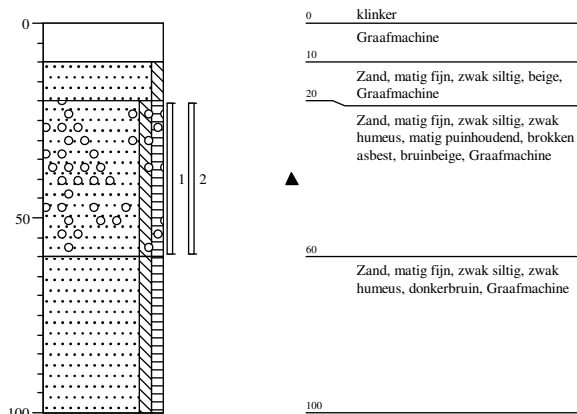 0
50
100
1
2
0
klinker
Graafmachine
10
Zand, matig fijn, zwak siltig, beige,
Graafmachine
20
Zand, matig fijn, zwak siltig, zwak
humeus, matig puinhoudend, brokken
asbest, bruinbeige, Graafmachine
60
Zand, matig fijn, zwak siltig, zwak
humeus, donkerbruin, Graafmachine
100